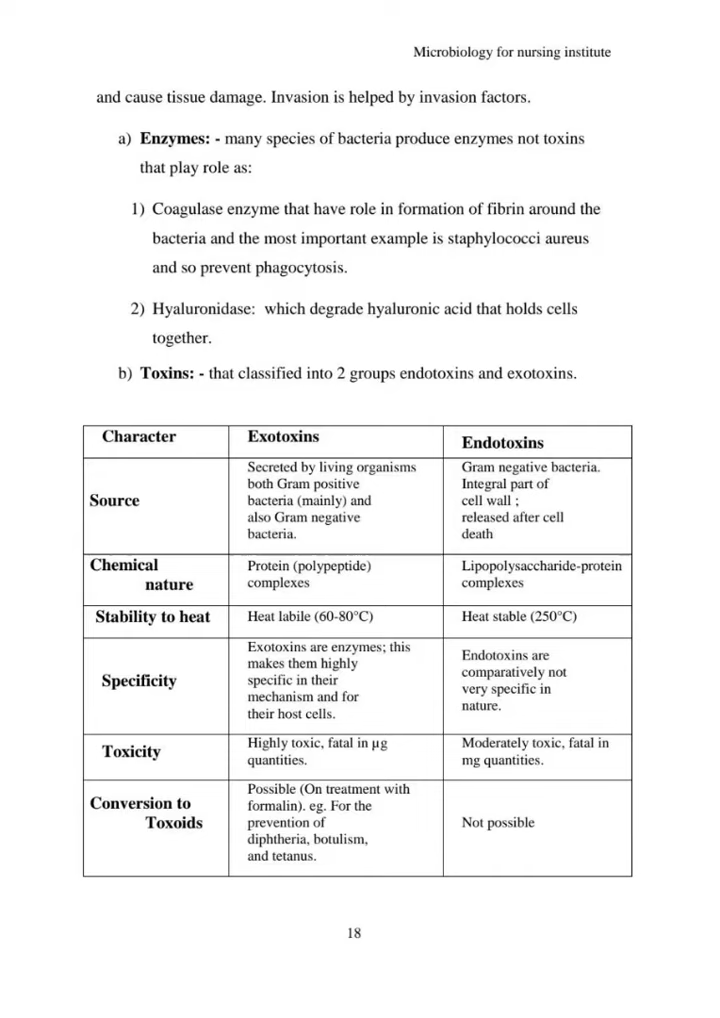 Microbiology for nursing institute
and cause tissue damage. Invasion is helped by invasion factors.
a) Enzymes: - many species of bacteria produce enzymes not toxins
that play role as:
1) Coagulase enzyme that have role in formation of fibrin around the
bacteria and the most important example is staphylococci aureus
and so prevent phagocytosis.
2) Hyaluronidase: which degrade hyaluronic acid that holds cells
together.
b) Toxins: - that classified into 2 groups endotoxins and exotoxins.
Character
Exotoxins
Endotoxins
Source
Secreted by living organisms
both Gram positive
bacteria (mainly) and
also Gram negative
bacteria.
Gram negative bacteria.
Integral part of
cell wall ;
released after cell
death
Chemical
nature
Protein (polypeptide)
complexes
Lipopolysaccharide-protein
complexes
Stability to heat
Heat labile (60-80°C)
Heat stable (250°C)
Specificity
Exotoxins are enzymes; this
makes them highly
specific in their
mechanism and for
their host cells.
Endotoxins are
comparatively not
very specific in
nature.
Toxicity
Highly toxic, fatal in µg
quantities.
Moderately toxic, fatal in
mg quantities.
Conversion to
Toxoids
Possible (On treatment with
formalin). eg. For the
prevention of
diphtheria, botulism,
and tetanus.
Not possible
18